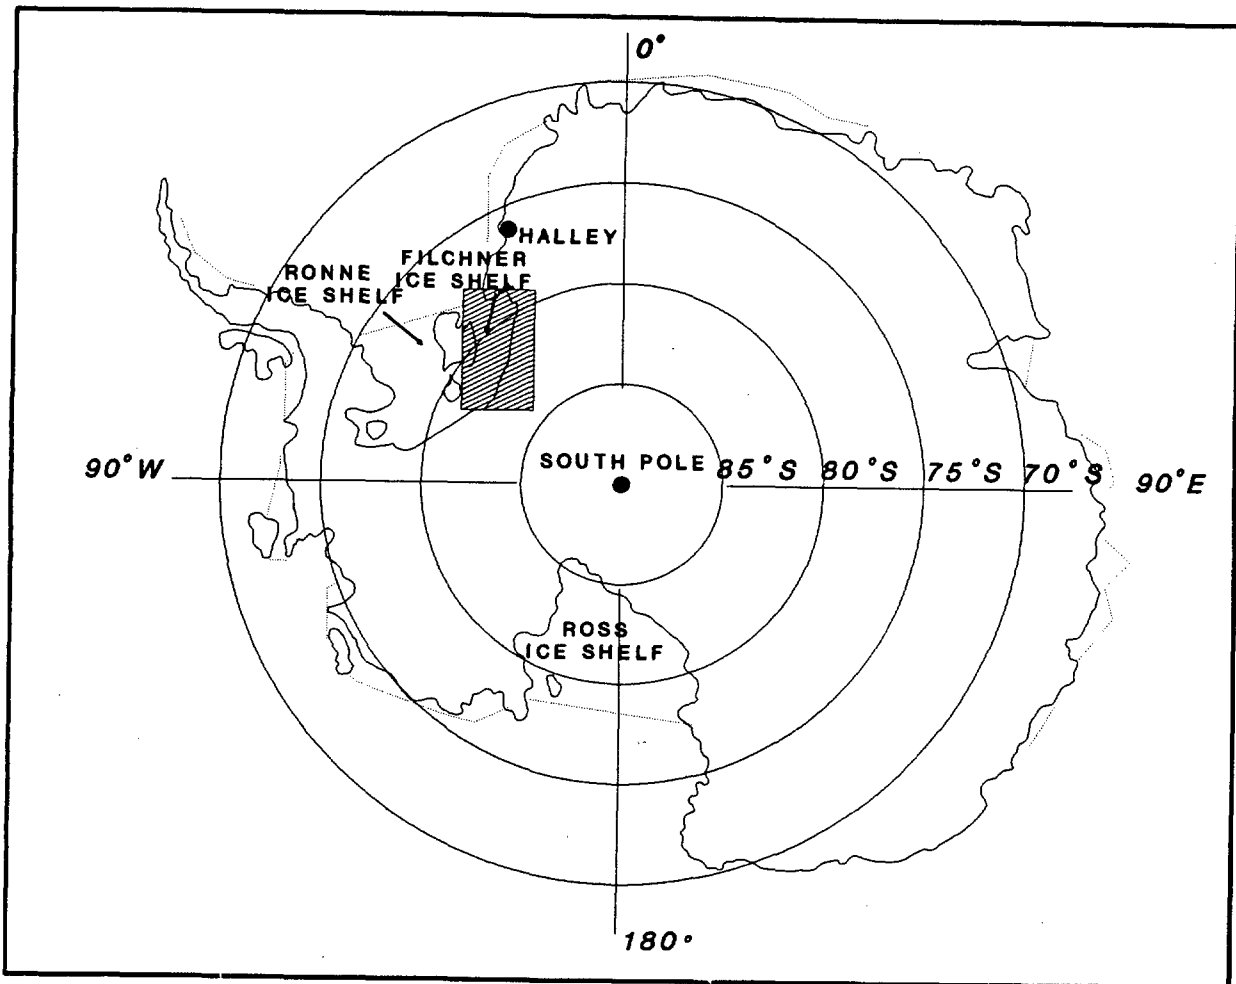 0°
HALLEY
FILCHNER
ICE SHELF
RONNE
ICE SHELF
SOUTH POLE
90°W
85°S 80°S 75°S 70°S
90°E
ROSS
ICE SHELF
180°